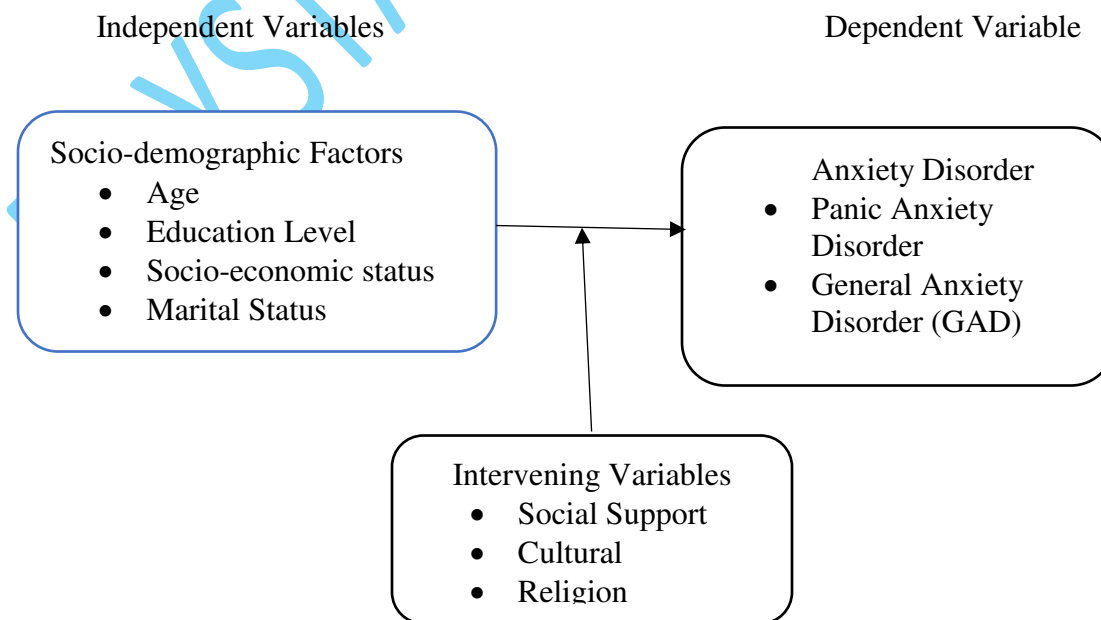 Independent Variables
Dependent Variable
Socio-demographic Factors
• Age
• Education Level
• Socio-economic status
• Marital Status
Anxiety Disorder
• Panic Anxiety
Disorder
• General Anxiety
Disorder (GAD)
Intervening Variables
• Social Support
• Cultural
• Religion